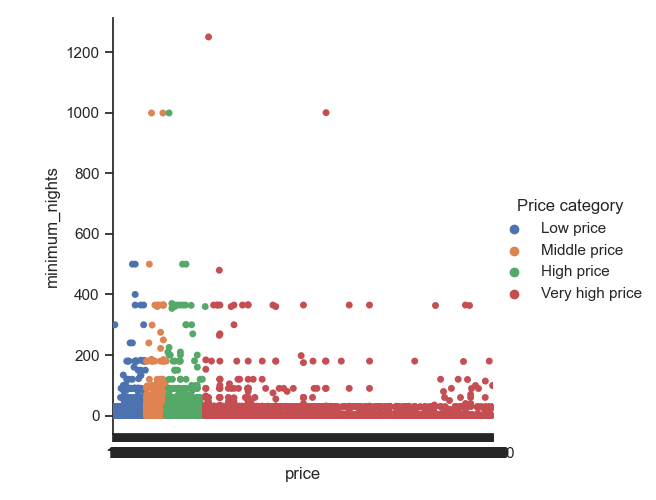 1200
1000
800
600
400
200
0
minimum_nights
price
Price category
Low price
Middle price
High price
Very high price